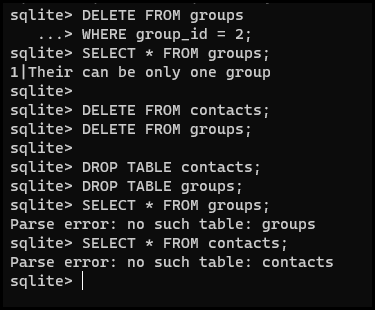 sqlite> DELETE FROM groups
   ...> WHERE group_id = 2;
sqlite> SELECT * FROM groups;
1|Their can be only one group
sqlite>
sqlite> DELETE FROM contacts;
sqlite> DELETE FROM groups;
sqlite>
sqlite> DROP TABLE contacts;
sqlite> DROP TABLE groups;
sqlite> SELECT * FROM groups;
Parse error: no such table: groups
sqlite> SELECT * FROM contacts;
Parse error: no such table: contacts
sqlite>